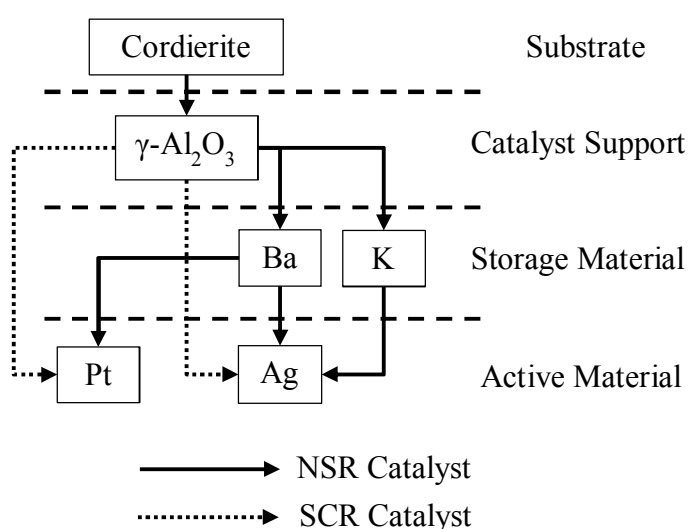 Cordierite
Substrate
γ-Al₂O₃
Catalyst Support
Ba
K
Storage Material
Pt
Ag
Active Material
NSR Catalyst
SCR Catalyst